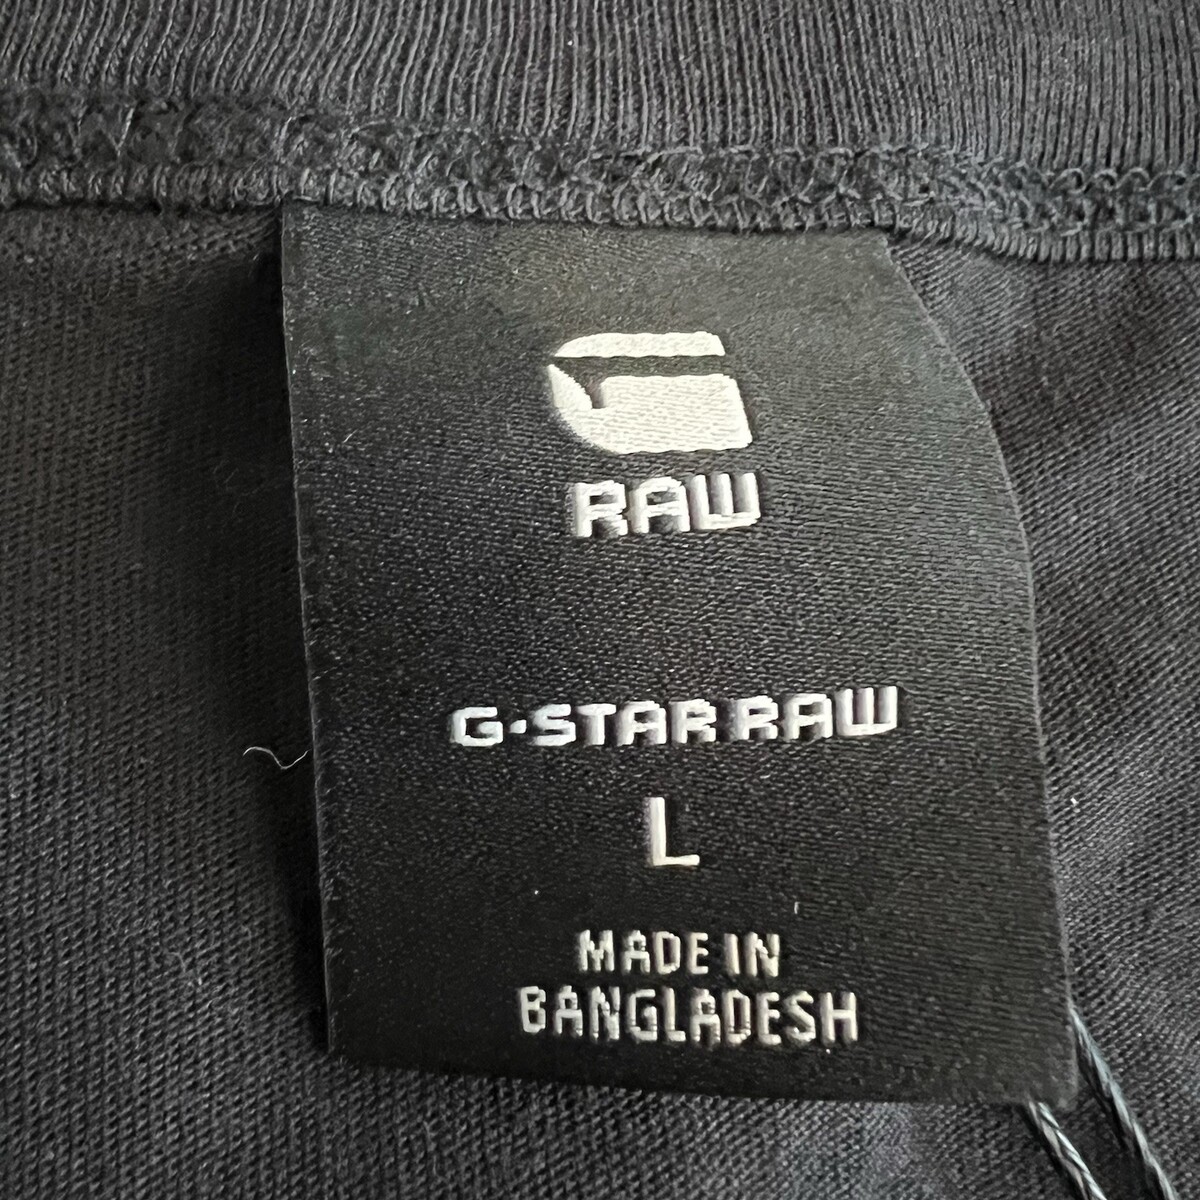 G
RAW
G-STAR RAW
L
MADE IN
BANGLADESH